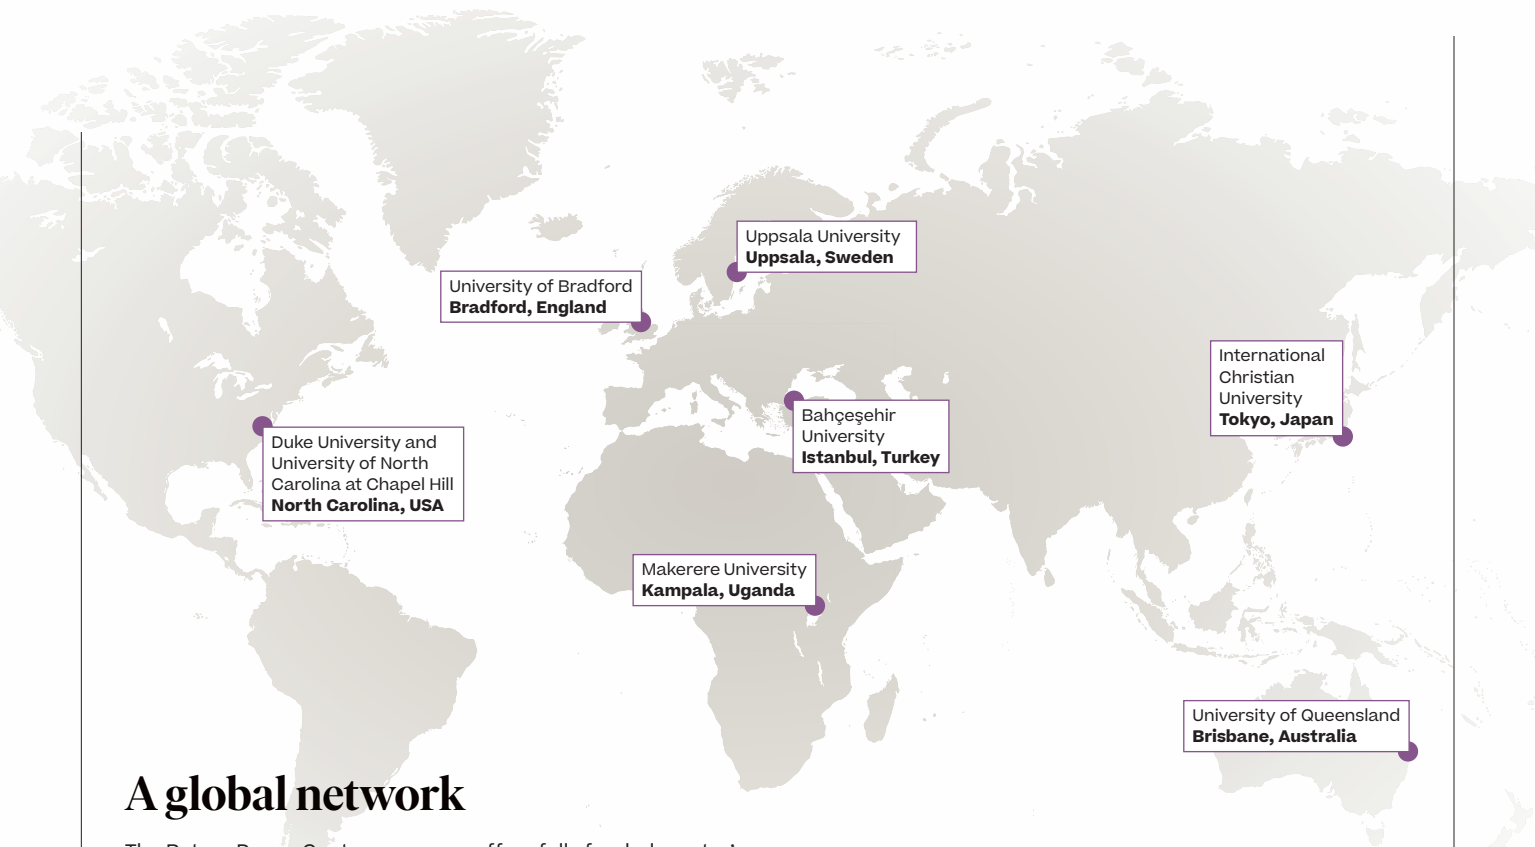 Uppsala University
Uppsala, Sweden
University of Bradford
Bradford, England
International
Christian
University
Tokyo, Japan
Bahçeşehir
University
Istanbul, Turkey
Duke University and
University of North
Carolina at Chapel Hill
North Carolina, USA
Makerere University
Kampala, Uganda
University of Queensland
Brisbane, Australia
A global network